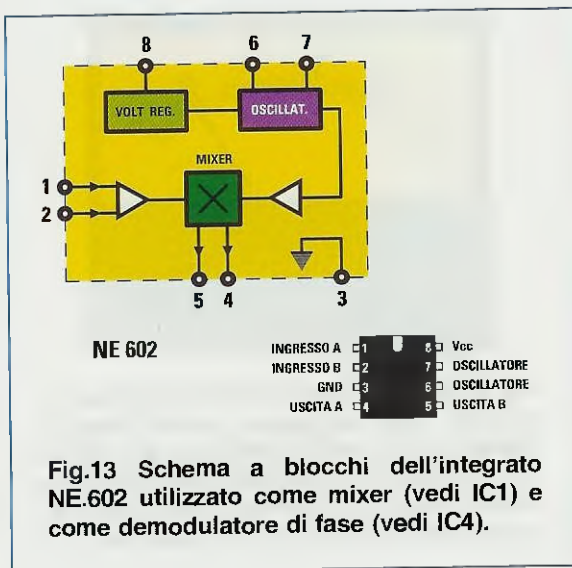 8
6
7
VOLT REG.
OSCILLAT.
MIXER
1
2
5
4
3
NE 602
INGRESSO A 1
INGRESSO B 2
GND 3
USCITA A 4
8 Vcc
7 OSCILLATORE
6 OSCILLATORE
5 USCITA B
Fig.13 Schema a blocchi dell'integrato
NE.602 utilizzato come mixer (vedi IC1) e
come demodulatore di fase (vedi IC4).